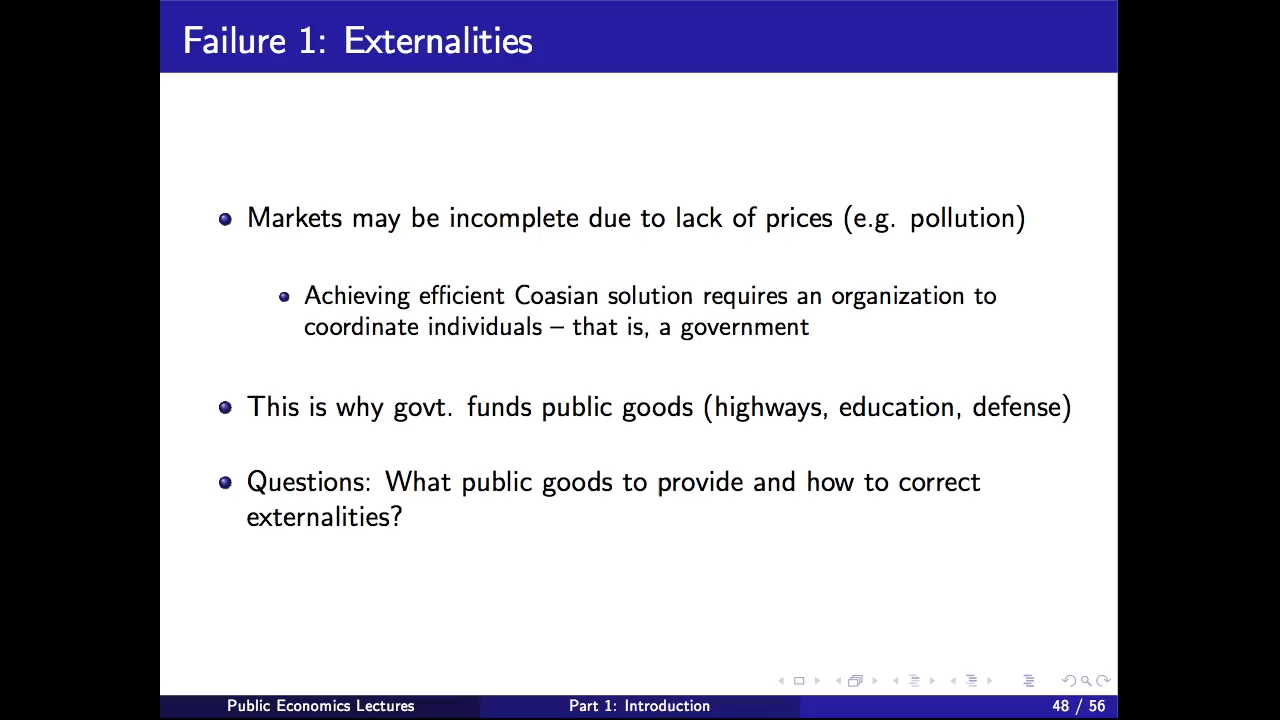 Failure 1: Externalities
Markets may be incomplete due to lack of prices (e.g. pollution)
Achieving efficient Coasian solution requires an organization to
coordinate individuals – that is, a government
This is why govt. funds public goods (highways, education, defense)
Questions: What public goods to provide and how to correct
externalities?
Public Economics Lectures
Part 1: Introduction
48 / 56